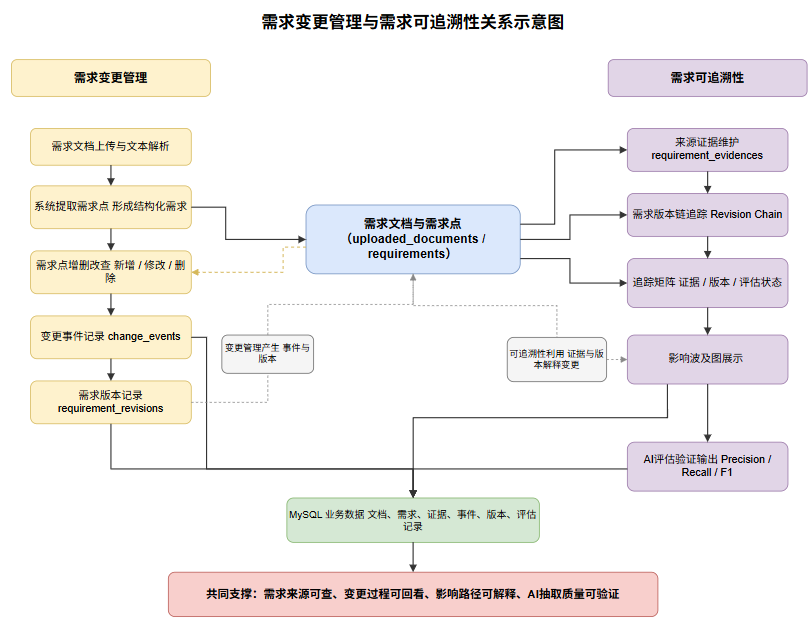 需求变更管理与需求可追溯性关系示意图
需求变更管理
需求可追溯性
需求文档上传与文本解析
系统提取需求点 形成结构化需求
需求点增删改查 新增 / 修改 / 删
除
变更事件记录 change_events
需求版本记录
requirement_revisions
需求文档与需求点
（uploaded_documents /
requirements）
变更管理产生 事件与
版本
可追溯性利用 证据与版
本解释变更
来源证据维护
requirement_evidences
需求版本链追踪 Revision Chain
追踪矩阵 证据 / 版本 / 评估状态
影响波及图展示
AI评估验证输出 Precision /
Recall / F1
MySQL 业务数据 文档、需求、证据、事件、版本、评估
记录
共同支撑：需求来源可查、变更过程可回看、影响路径可解释、AI抽取质量可验证